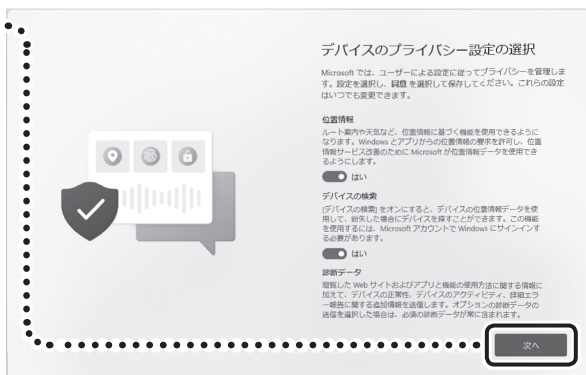 デバイスのプライバシー設定の選択
Microsoft では、ユーザーによる設定に従ってプライバシーを管理しま
す。設定を選択し、同意 を選択して保存してください。これらの設定
はいつでも変更できます。
位置情報
ルート案内や天気など、位置情報に基づく機能を使用できるように
なります。Windows とアプリからの位置情報の要求を許可し、位置
情報サービス改善のために Microsoft が位置情報データを使用でき
るようにします。
はい
デバイスの検索
[デバイスの検索] をオンにすると、デバイスの位置情報データを使
用して、紛失した場合にデバイスを探すことができます。この機能
を使用するには、Microsoft アカウントで Windows にサインインす
る必要があります。
はい
診断データ
閲覧した Web サイトおよびアプリと機能の使用方法に関する情報に
加えて、デバイスの正常性、デバイスのアクティビティ、詳細エラ
ー報告に関する追加情報を送信します。オプションの診断データの
送信を選択した場合は、必須の診断データが常に含まれます。
次へ